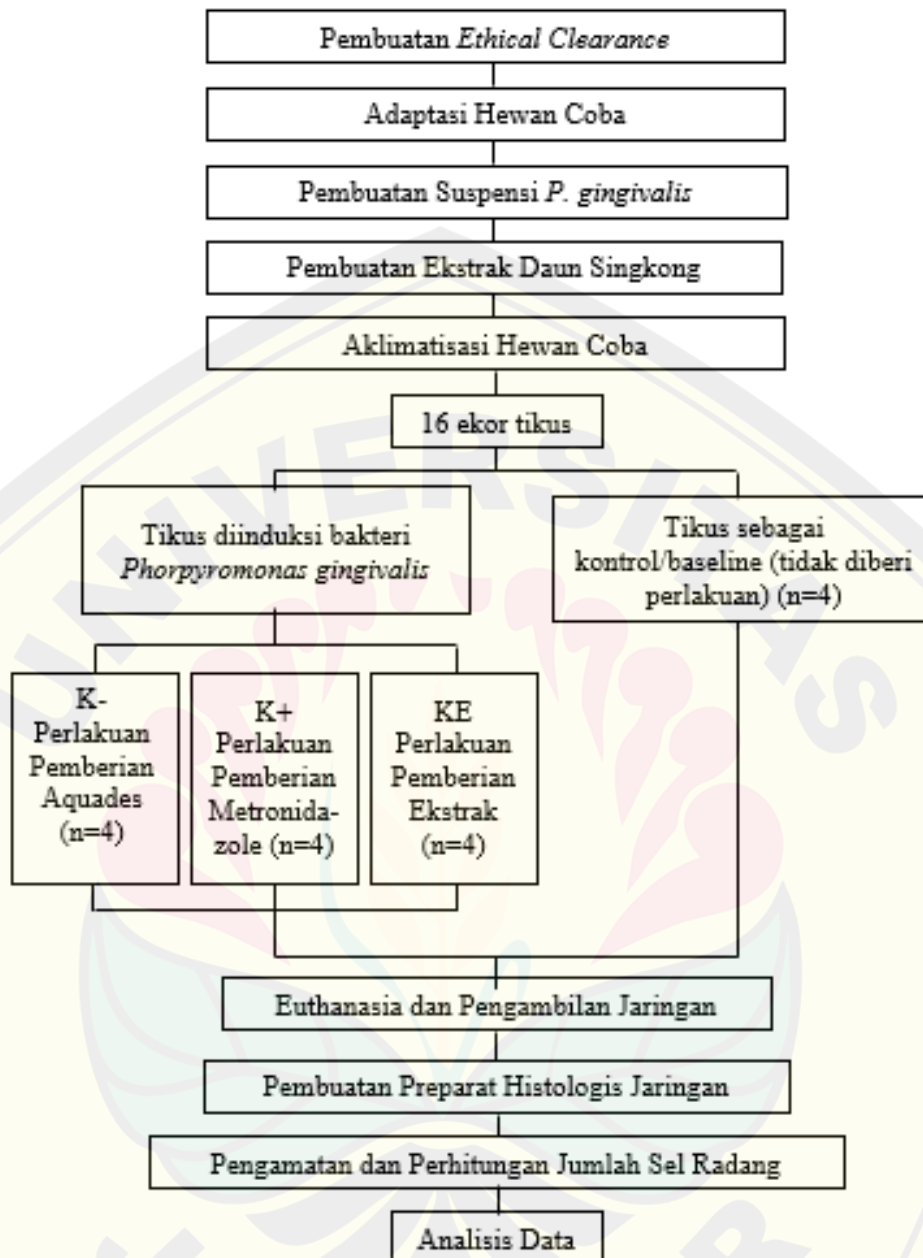 Pembuatan Ethical Clearance
Adaptasi Hewan Coba
Pembuatan Suspensi P. gingivalis
Pembuatan Ekstrak Daun Singkong
Aklimatisasi Hewan Coba
16 ekor tikus
Tikus diinduksi bakteri
Phorpyromonas gingivalis
Tikus sebagai
kontrol/baseline (tidak diberi
perlakuan) (n=4)
K-
Perlakuan
Pemberian
Aquades
(n=4)
K+
Perlakuan
Pemberian
Metronida-
zole (n=4)
KE
Perlakuan
Pemberian
Ekstrak
(n=4)
Euthanasia dan Pengambilan Jaringan
Pembuatan Preparat Histologis Jaringan
Pengamatan dan Perhitungan Jumlah Sel Radang
Analisis Data
UNIVERSITAS